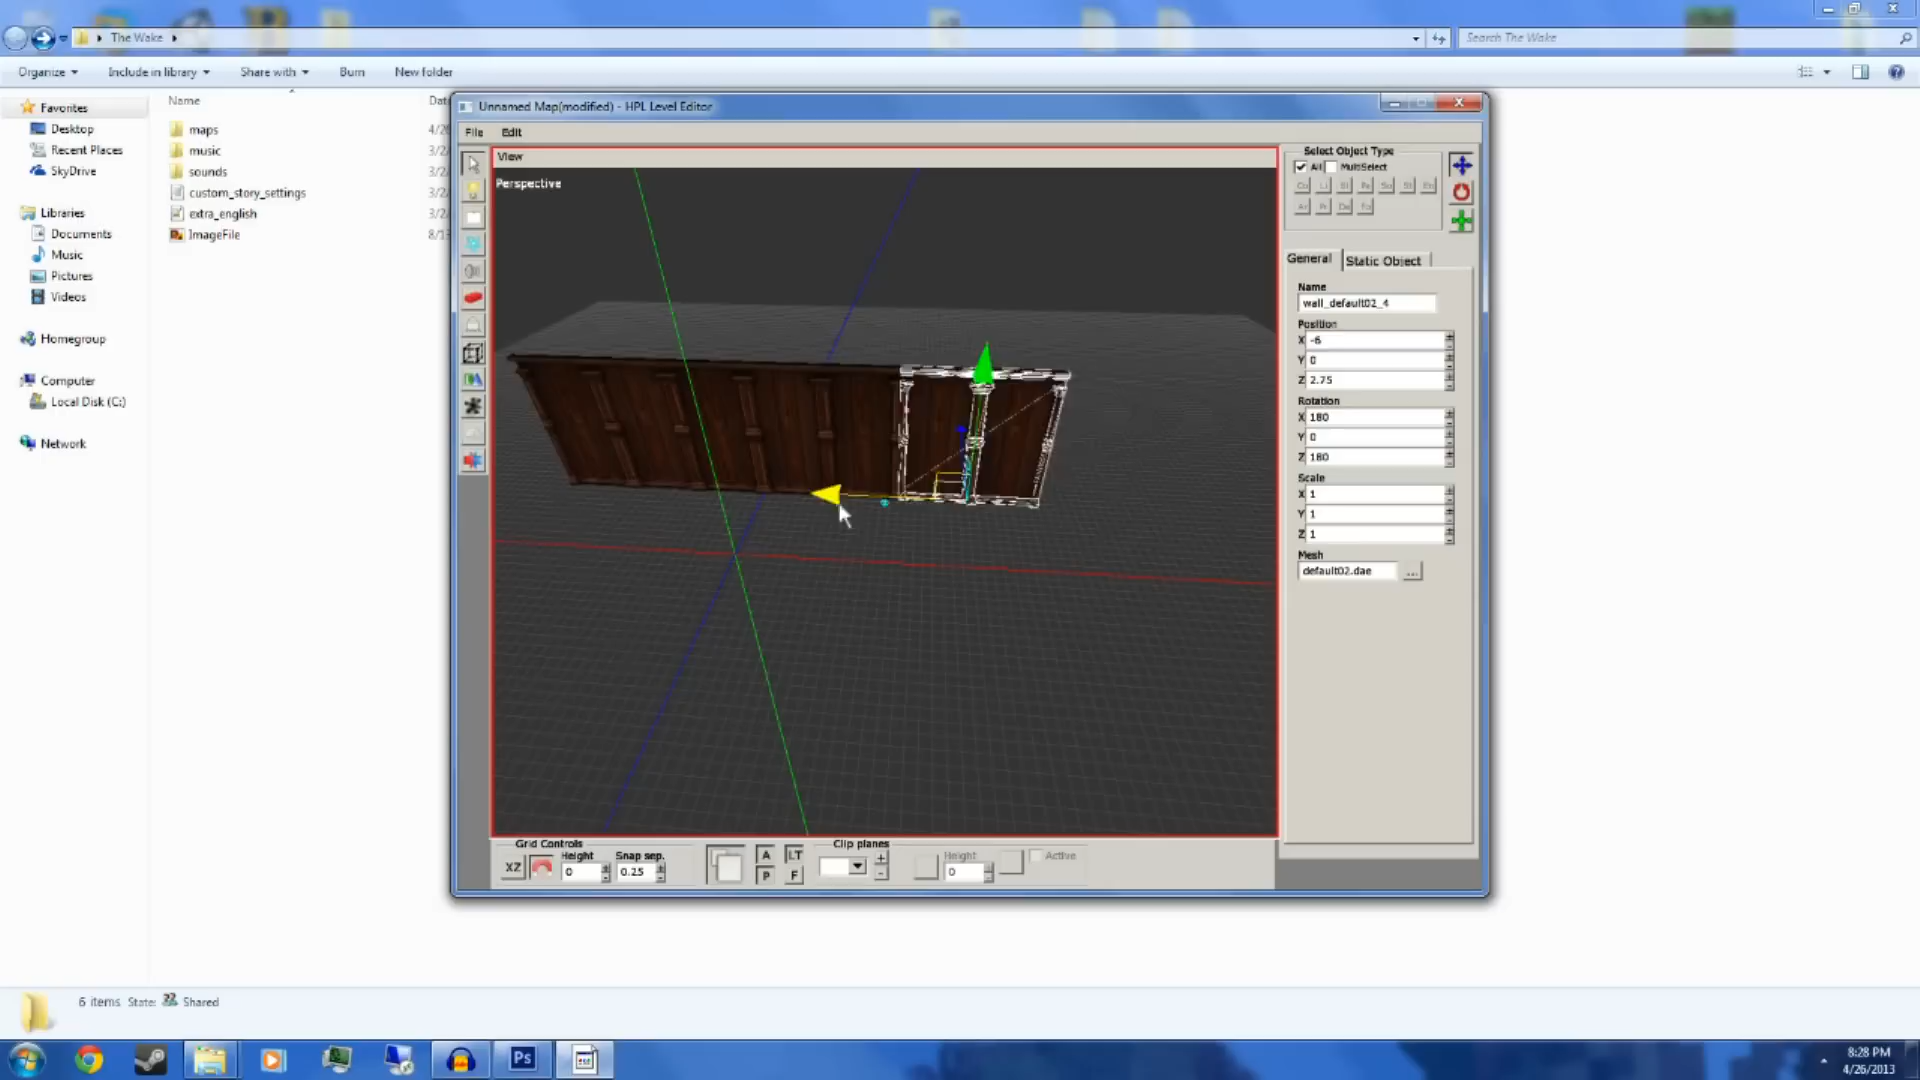 The Wake
Search The Wake
Organize
Include in library
Share with
Burn
New folder
Favorites
Desktop
Recent Places
SkyDrive
Libraries
Documents
Music
Pictures
Videos
Homegroup
Computer
Local Disk (C:)
Network
Name
maps
music
sounds
custom_story_settings
extra_english
ImageFile
Unnamed Map(modified) - HPL Level Editor
File Edit
View
Perspective
Select Object Type
All MultiSelect
General
Static Object
Name
wall_default02_4
Position
X -6
Y 0
Z 2.75
Rotation
X 180
Y 0
Z 180
Scale
X 1
Y 1
Z 1
Mesh
default02.dae
...
Grid Controls
XZ
Height
0
Snap sep.
0.25
A
P
LT
F
Clip planes
+
-
Height
0
Active
6 items State: Shared
Ps
8:28 PM
4/26/2013